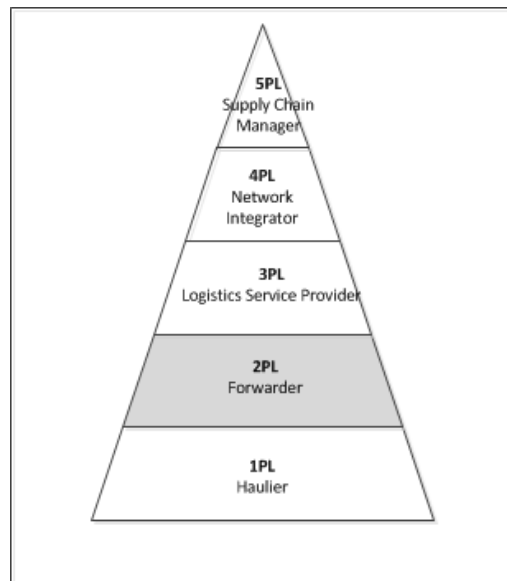 5PL
Supply Chain
Manager
4PL
Network
Integrator
3PL
Logistics Service Provider
2PL
Forwarder
1PL
Haulier